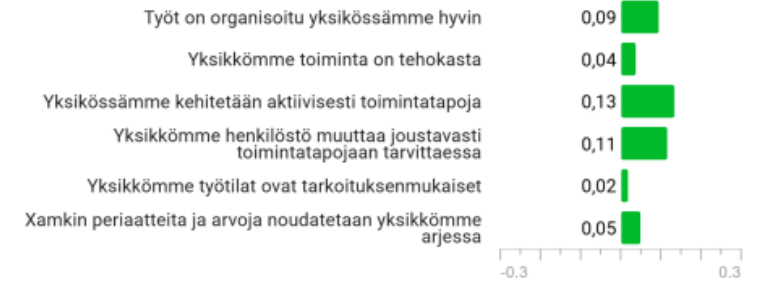 Työt on organisoitu yksikössämme hyvin 0,09
Yksikkömme toiminta on tehokasta 0,04
Yksikössämme kehitetään aktiivisesti toimintatapoja 0,13
Yksikkömme henkilöstö muuttaa joustavasti
toimintatapojaan tarvittaessa 0,11
Yksikkömme työtilat ovat tarkoituksenmukaiset 0,02
Xamkin periaatteita ja arvoja noudatetaan yksikkömme
arjessa 0,05
-0.3 0.3